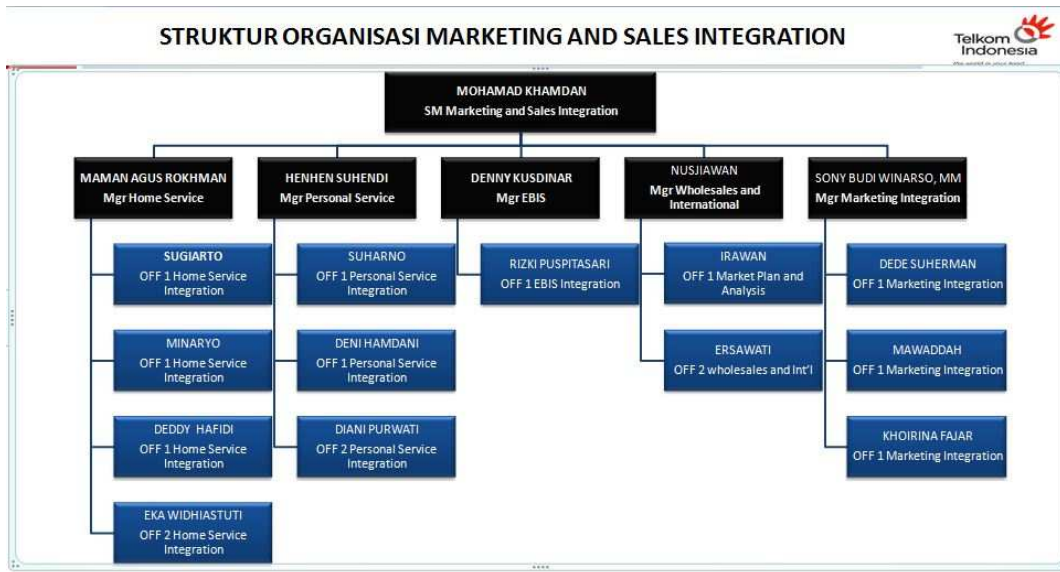 STRUKTUR ORGANISASI MARKETING AND SALES INTEGRATION
Telkom
Indonesia
MOHAMAD KHAMDAN
SM Marketing and Sales Integration
MAMAN AGUS ROKHMAN
Mgr Home Service
HENHEN SUHENDI
Mgr Personal Service
DENNY KUSDINAR
Mgr EBIS
NUSJIAWAN
Mgr Wholesales and
International
SONY BUDI WINARSO, MM
Mgr Marketing Integration
SUGIARTO
OFF 1 Home Service
Integration
SUHARNO
OFF 1 Personal Service
Integration
RIZKI PUSPITASARI
OFF 1 EBIS Integration
IRAWAN
OFF 1 Market Plan and
Analysis
DEDE SUHERMAN
OFF 1 Marketing Integration
MINARYO
OFF 1 Home Service
Integration
DENI HAMDANI
OFF 1 Personal Service
Integration
ERSAWATI
OFF 2 wholesales and Int'l
MAWADDAH
OFF 1 Marketing Integration
DEDDY HAFIDI
OFF 1 Home Service
Integration
DIANI PURWATI
OFF 2 Personal Service
Integration
KHOIRINA FAJAR
OFF 1 Marketing Integration
EKA WIDHIASTUTI
OFF 2 Home Service
Integration